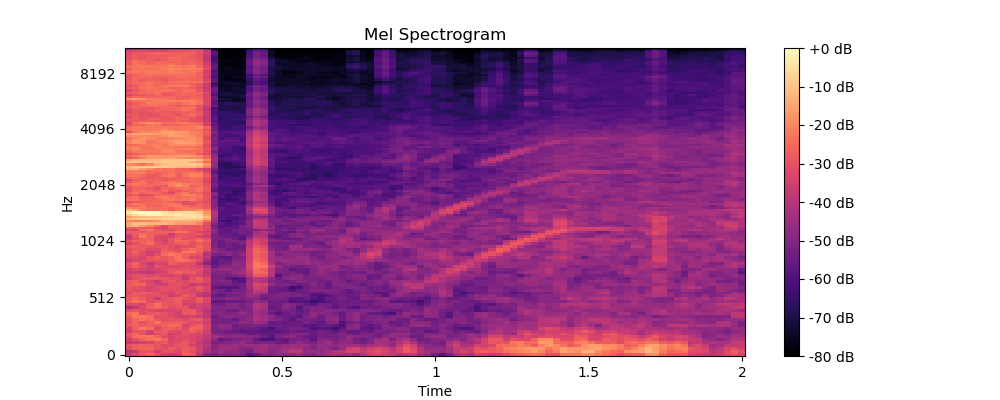 Mel Spectrogram
Hz
8192
4096
2048
1024
512
0
0 0.5 1 1.5 2
Time
+0 dB
-10 dB
-20 dB
-30 dB
-40 dB
-50 dB
-60 dB
-70 dB
-80 dB